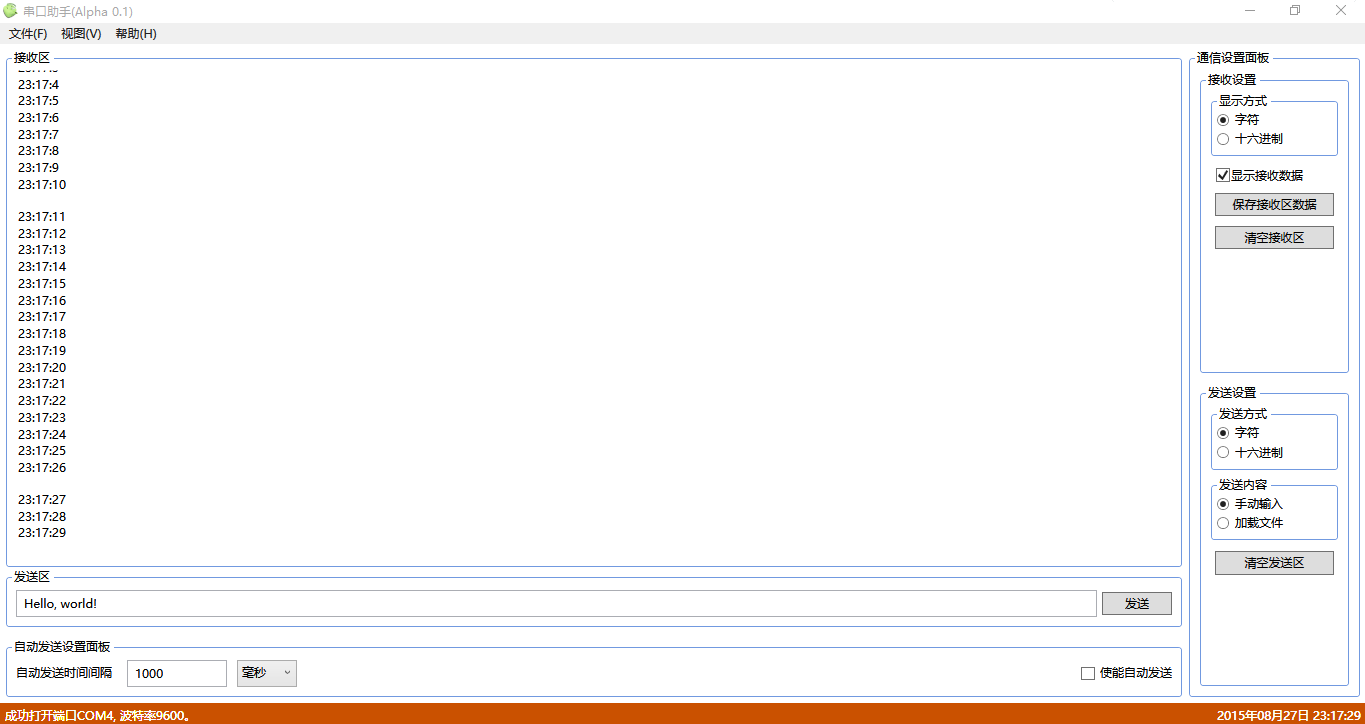 串口助手(Alpha 0.1)
文件(F) 视图(V) 帮助(H)
接收区
23:17:4
23:17:5
23:17:6
23:17:7
23:17:8
23:17:9
23:17:10
23:17:11
23:17:12
23:17:13
23:17:14
23:17:15
23:17:16
23:17:17
23:17:18
23:17:19
23:17:20
23:17:21
23:17:22
23:17:23
23:17:24
23:17:25
23:17:26
23:17:27
23:17:28
23:17:29
发送区
Hello, world!
发送
自动发送设置面板
自动发送时间间隔 1000 毫秒
使能自动发送
通信设置面板
接收设置
显示方式
字符
十六进制
显示接收数据
保存接收区数据
清空接收区
发送设置
发送方式
字符
十六进制
发送内容
手动输入
加载文件
清空发送区
成功打开端口COM4, 波特率9600。
2015年08月27日 23:17:29